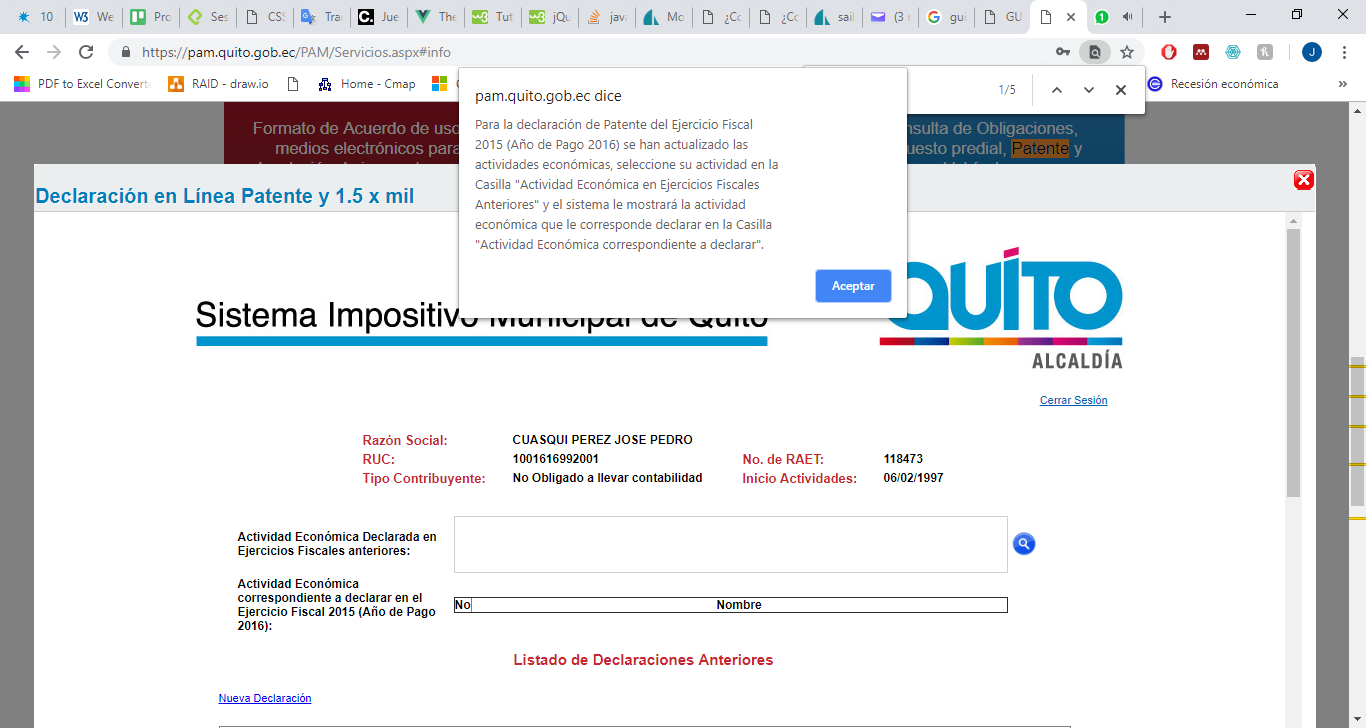 10
We
Pro
Ses
CSS
Tra
Jue
The
Tut
jQu
java
Mo
¿Co
¿Co
sail
(3
gui
GU
1
https://pam.quito.gob.ec/PAM/Servicios.aspx#info
J
PDF to Excel Convert
RAID - draw.io
Home - Cmap
Recesión económica
»
1/5
pam.quito.gob.ec dice
Para la declaración de Patente del Ejercicio Fiscal
2015 (Año de Pago 2016) se han actualizado las
actividades económicas, seleccione su actividad en la
Casilla "Actividad Económica en Ejercicios Fiscales
Anteriores" y el sistema le mostrará la actividad
económica que le corresponde declarar en la Casilla
"Actividad Económica correspondiente a declarar".
Aceptar
Formato de Acuerdo de uso
medios electrónicos para
nsulta de Obligaciones,
uesto predial, Patente y
Declaración en Línea Patente y 1.5 x mil
Sistema Impositivo Municipal de Quito
QUITO
ALCALDÍA
Cerrar Sesión
Razón Social: CUASQUI PEREZ JOSE PEDRO
RUC: 1001616992001 No. de RAET: 118473
Tipo Contribuyente: No Obligado a llevar contabilidad Inicio Actividades: 06/02/1997
Actividad Económica Declarada en
Ejercicios Fiscales anteriores:
Actividad Económica
correspondiente a declarar en el
Ejercicio Fiscal 2015 (Año de Pago
2016):
No Nombre
Listado de Declaraciones Anteriores
Nueva Declaración